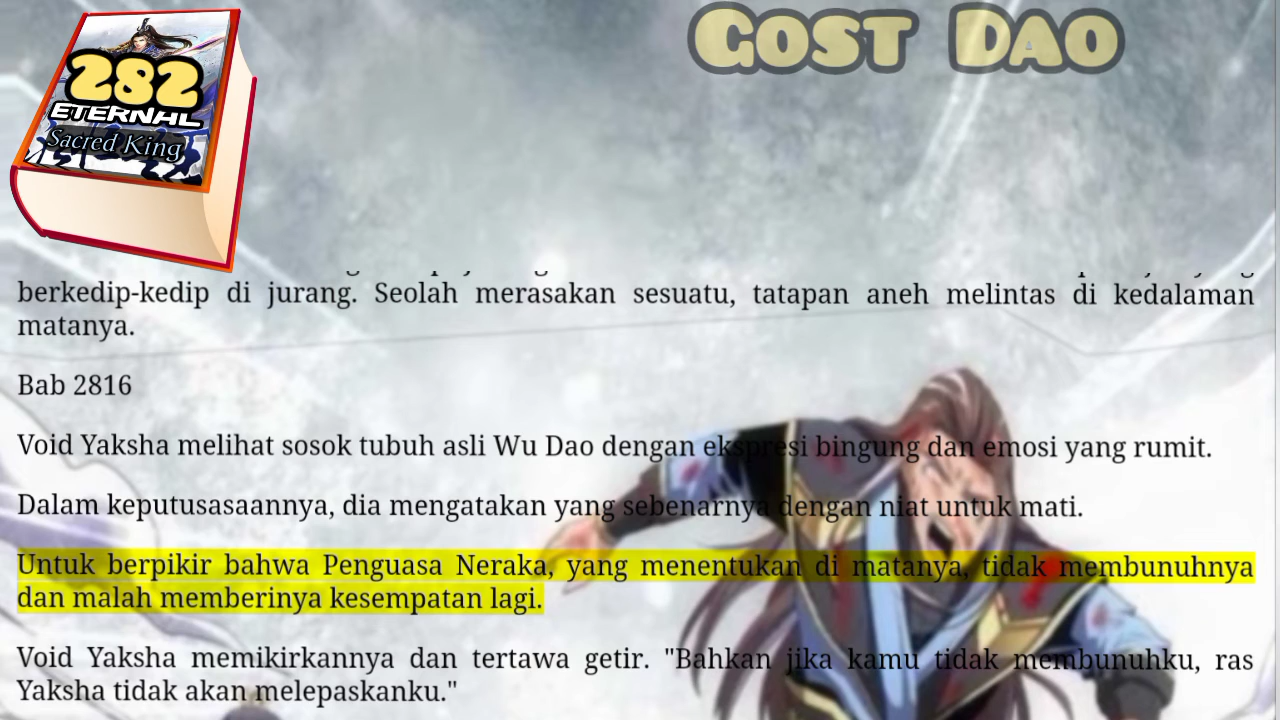 GOST DAO
282
ETERNAL
Sacred King
berkedip-kedip di jurang. Seolah merasakan sesuatu, tatapan aneh melintas di kedalaman
matanya.
Bab 2816
Void Yaksha melihat sosok tubuh asli Wu Dao dengan ekspresi bingung dan emosi yang rumit.
Dalam keputusasaannya, dia mengatakan yang sebenarnya dengan niat untuk mati.
Untuk berpikir bahwa Penguasa Neraka, yang menentukan di matanya, tidak membunuhnya
dan malah memberinya kesempatan lagi.
Void Yaksha memikirkannya dan tertawa getir. "Bahkan jika kamu tidak membunuhku, ras
Yaksha tidak akan melepaskanku."